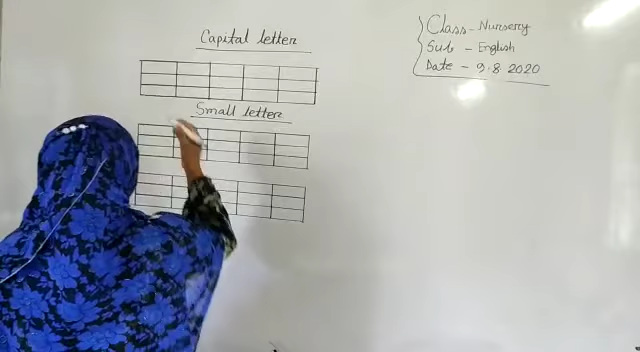 Capital letter
Small letter
Class - Nursery
Sub - English
Date - 9.8 2020